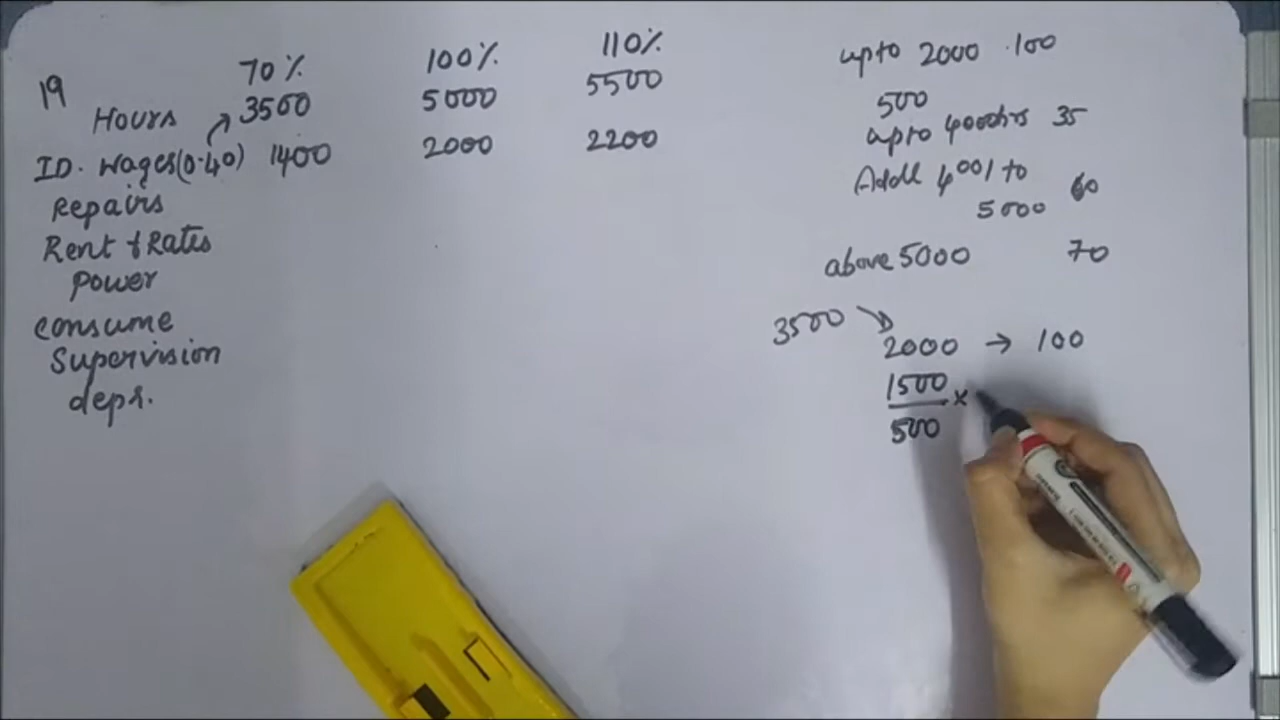 19
70% 100% 110%
Hours 3500 5000 5500
ID. Wages(0.40) 1400 2000 2200
Repairs
Rent & Rates
Power
Consume
Supervision
depr.
upto 2000 100
500
upto 4000hrs 35
Addl 4001 to
5000 60
above 5000 70
3500
2000 → 100
1500
500 ×